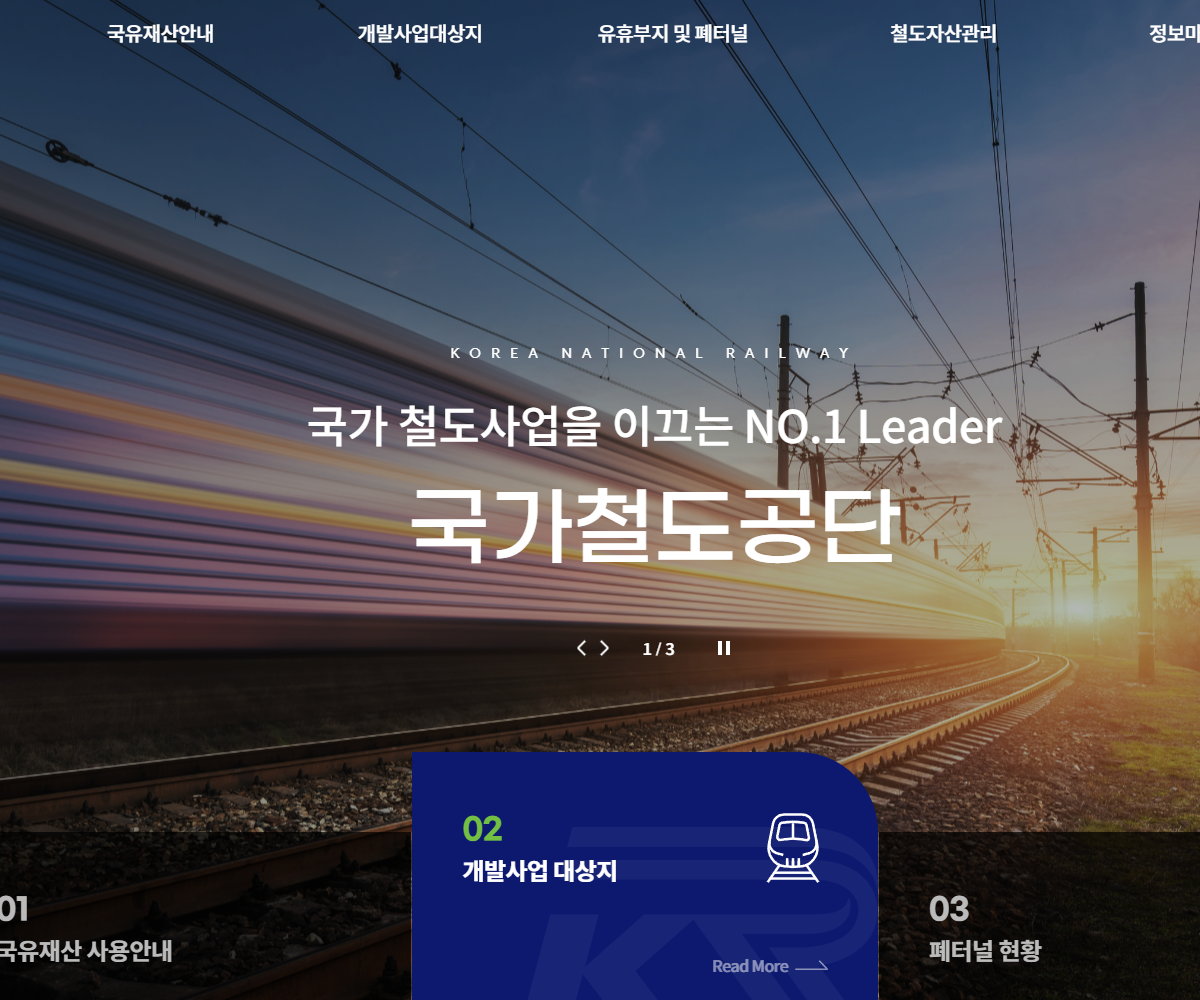 국유재산안내 개발사업대상지 유휴부지 및 폐터널 철도자산관리
KOREA NATIONAL RAILWAY
국가 철도사업을 이끄는 NO.1 Leader
국가철도공단
1 / 3
01
국유재산 사용안내
02
개발사업 대상지
Read More
03
폐터널 현황